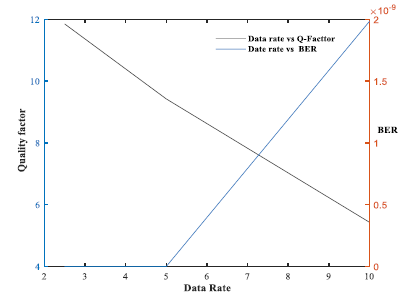 ×10⁻⁹
12
10
8
6
4
Quality factor
Data rate vs Q-Facttor
Date rate vs BER
2
1.5
1
0.5
0
BER
2 3 4 5 6 7 8 9 10
Data Rate